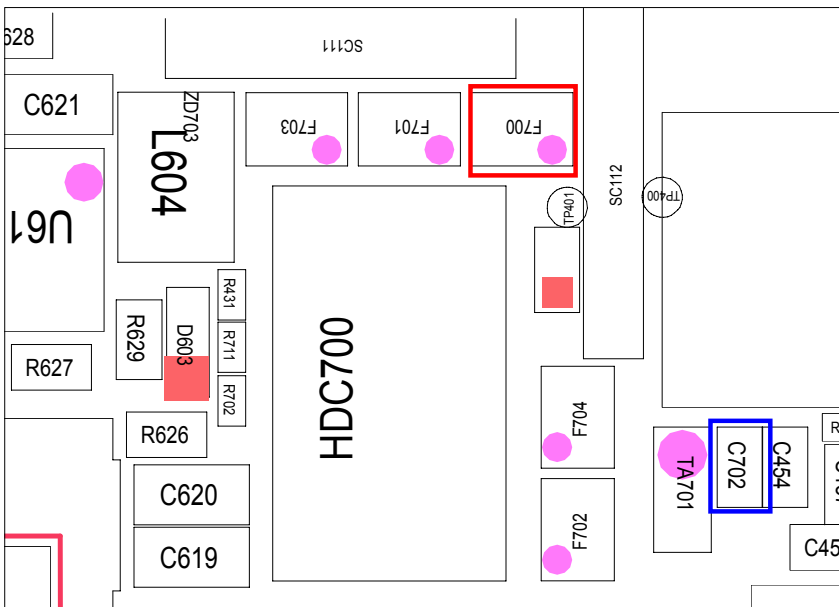 628
SC111
C621
ZD703
L604
F703
F701
F700
SC112
TP401
TP400
U61
R431
R629
D603
R711
R627
R702
HDC700
R626
F704
C620
TA701
C702
C454
R
F702
C619
C45